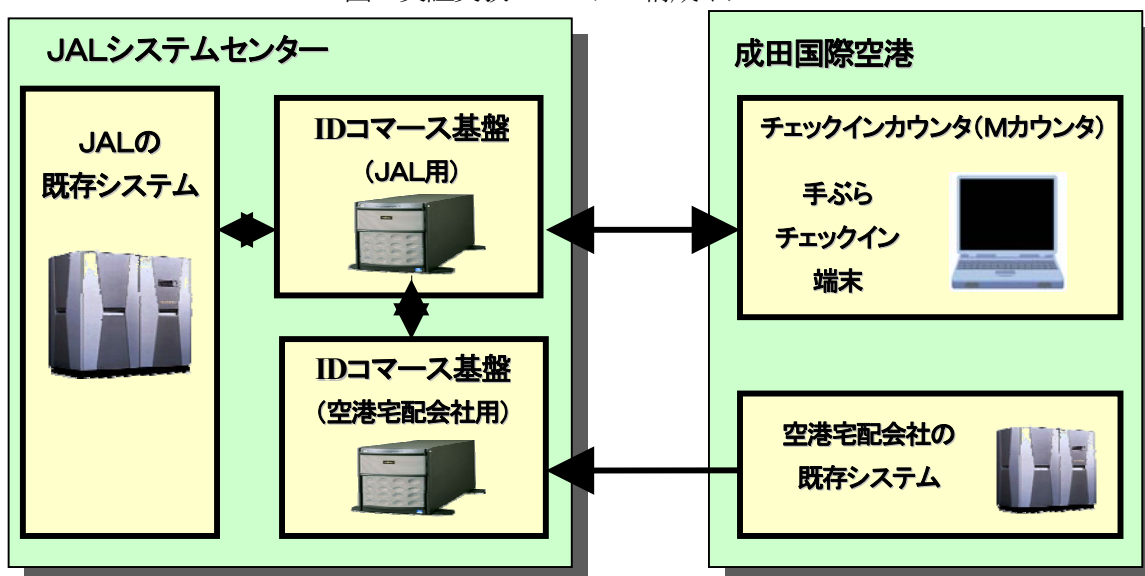 JALシステムセンター
JALの
既存システム
IDコマース基盤
(JAL用)
IDコマース基盤
(空港宅配会社用)
成田国際空港
チェックインカウンタ(Mカウンタ)
手ぶら
チェックイン
端末
空港宅配会社の
既存システム